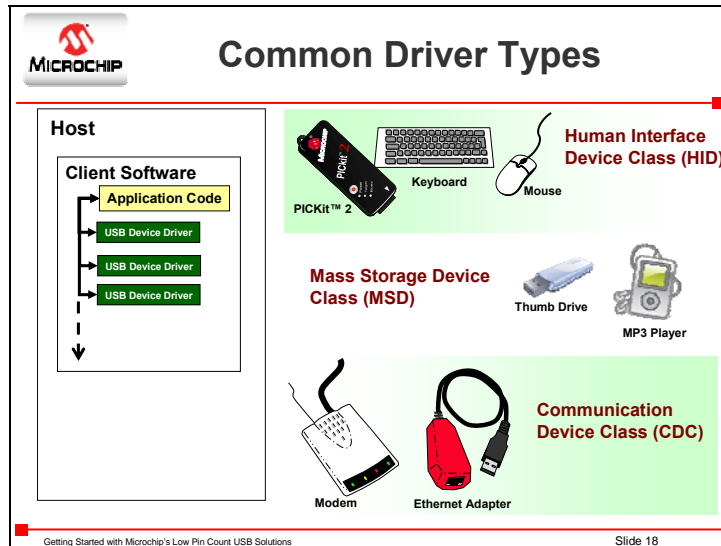 MICROCHIP
Common Driver Types
Host
Client Software
Application Code
USB Device Driver
USB Device Driver
USB Device Driver
MICROCHIP
PICkit™ 2
PICKit™ 2
Keyboard
Mouse
Human Interface
Device Class (HID)
Mass Storage Device
Class (MSD)
Thumb Drive
MP3 Player
Modem
Ethernet Adapter
Communication
Device Class (CDC)
Getting Started with Microchip's Low Pin Count USB Solutions
Slide 18